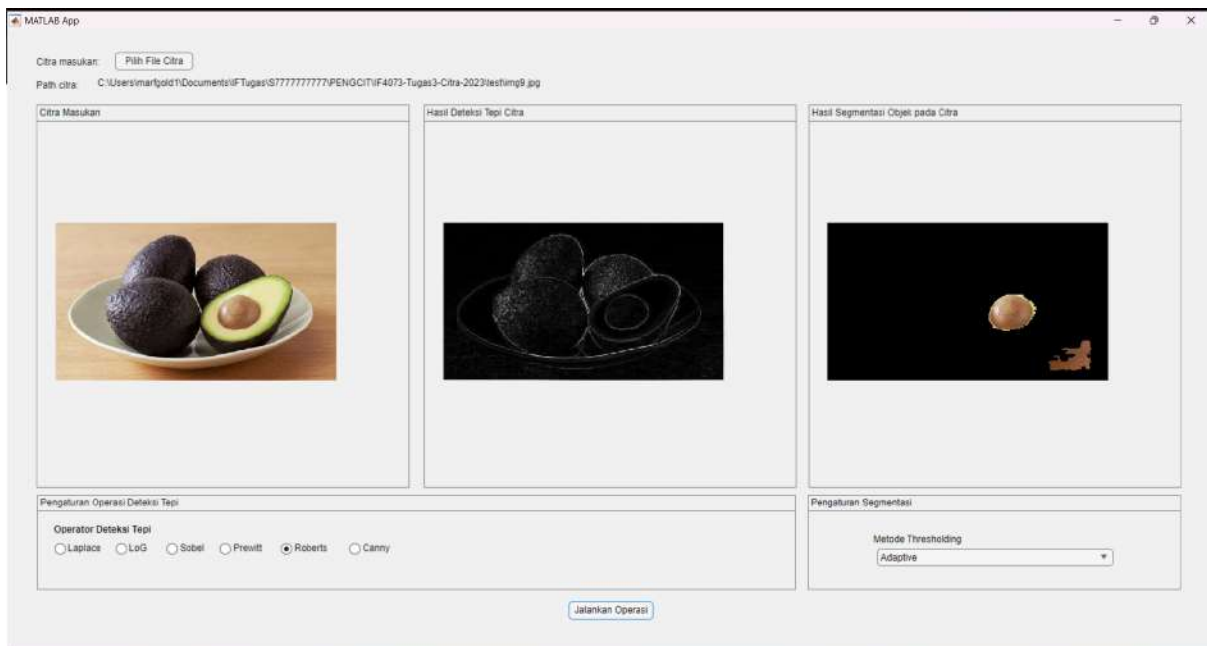 MATLAB App
Citra masukan: Pilih File Citra
Path citra: C:\Users\marfgold1\Documents\IFTugas\S7777777777\PENGCIT\IF4073-Tugas3-Citra-2023\test\img9.jpg
Citra Masukan
Hasil Deteksi Tepi Citra
Hasil Segmentasi Objek pada Citra
Pengaturan Operasi Deteksi Tepi
Operator Deteksi Tepi
Laplace LoG Sobel Prewitt Roberts Canny
Pengaturan Segmentasi
Metode Thresholding
Adaptive
Jalankan Operasi